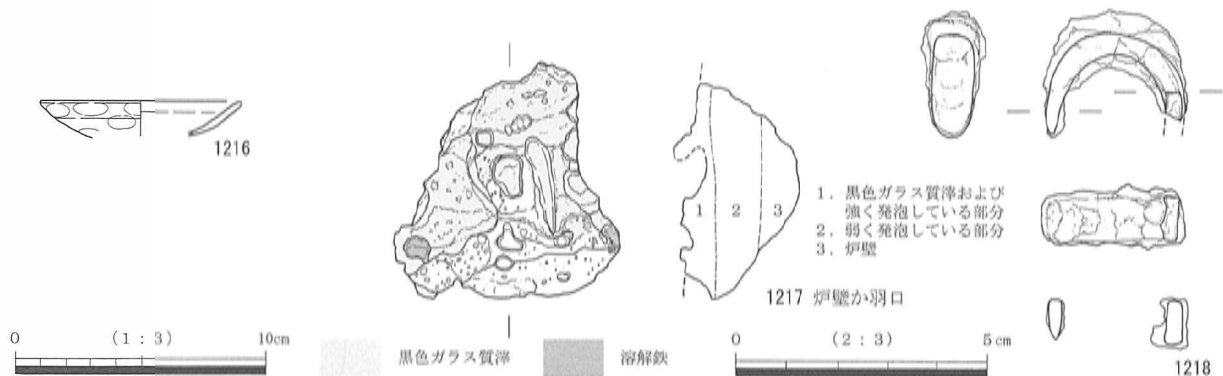 1216
1
2
3
1. 黒色ガラス質滓および
強く発泡している部分
2. 弱く発泡している部分
3. 炉壁
1217 炉壁か羽口
0 (1:3) 10cm
黒色ガラス質滓
溶解鉄
0 (2:3) 5cm
1218